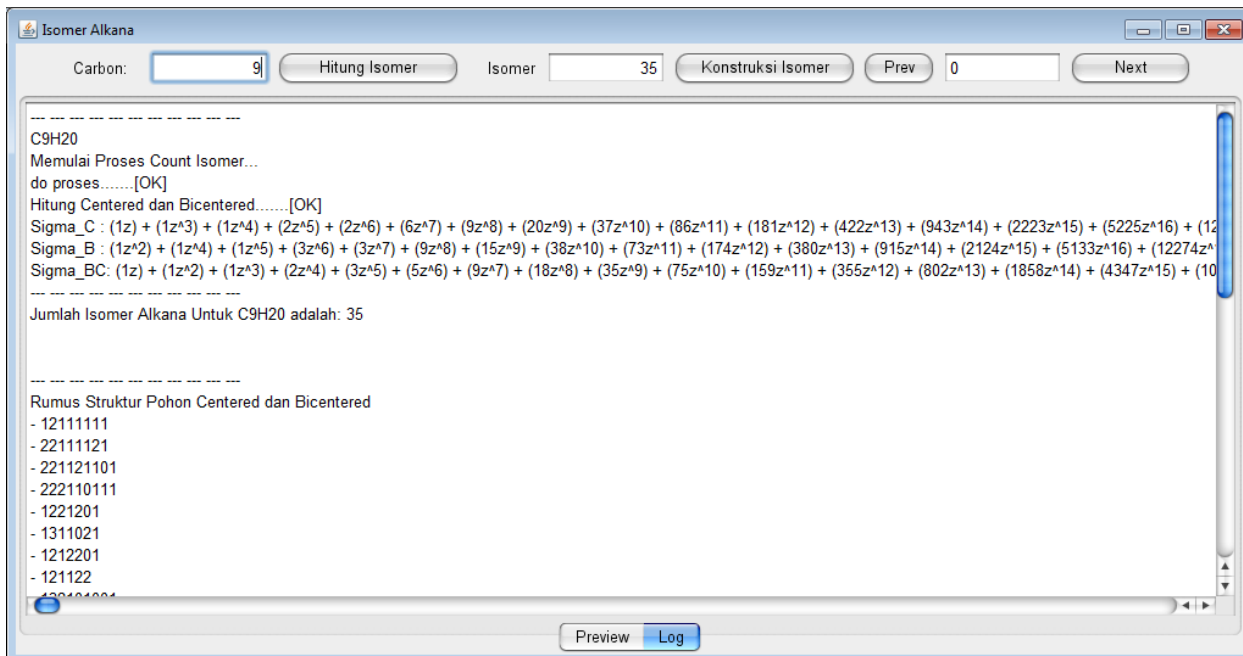 Isomer Alkana
Carbon: 9 Hitung Isomer Isomer 35 Konstruksi Isomer Prev 0 Next
--- --- --- --- --- --- --- --- --- --- ---
C9H20
Memulai Proses Count Isomer...
do proses.......[OK]
Hitung Centered dan Bicentered.......[OK]
Sigma_C : (1z) + (1z^3) + (1z^4) + (2z^5) + (2z^6) + (6z^7) + (9z^8) + (20z^9) + (37z^10) + (86z^11) + (181z^12) + (422z^13) + (943z^14) + (2223z^15) + (5225z^16) + (12
Sigma_B : (1z^2) + (1z^4) + (1z^5) + (3z^6) + (3z^7) + (9z^8) + (15z^9) + (38z^10) + (73z^11) + (174z^12) + (380z^13) + (915z^14) + (2124z^15) + (5133z^16) + (12274z^
Sigma_BC: (1z) + (1z^2) + (1z^3) + (2z^4) + (3z^5) + (5z^6) + (9z^7) + (18z^8) + (35z^9) + (75z^10) + (159z^11) + (355z^12) + (802z^13) + (1858z^14) + (4347z^15) + (10
--- --- --- --- --- --- --- --- --- --- ---
Jumlah Isomer Alkana Untuk C9H20 adalah: 35
--- --- --- --- --- --- --- --- --- --- ---
Rumus Struktur Pohon Centered dan Bicentered
- 12111111
- 22111121
- 221121101
- 222110111
- 1221201
- 1311021
- 1212201
- 121122
Preview Log